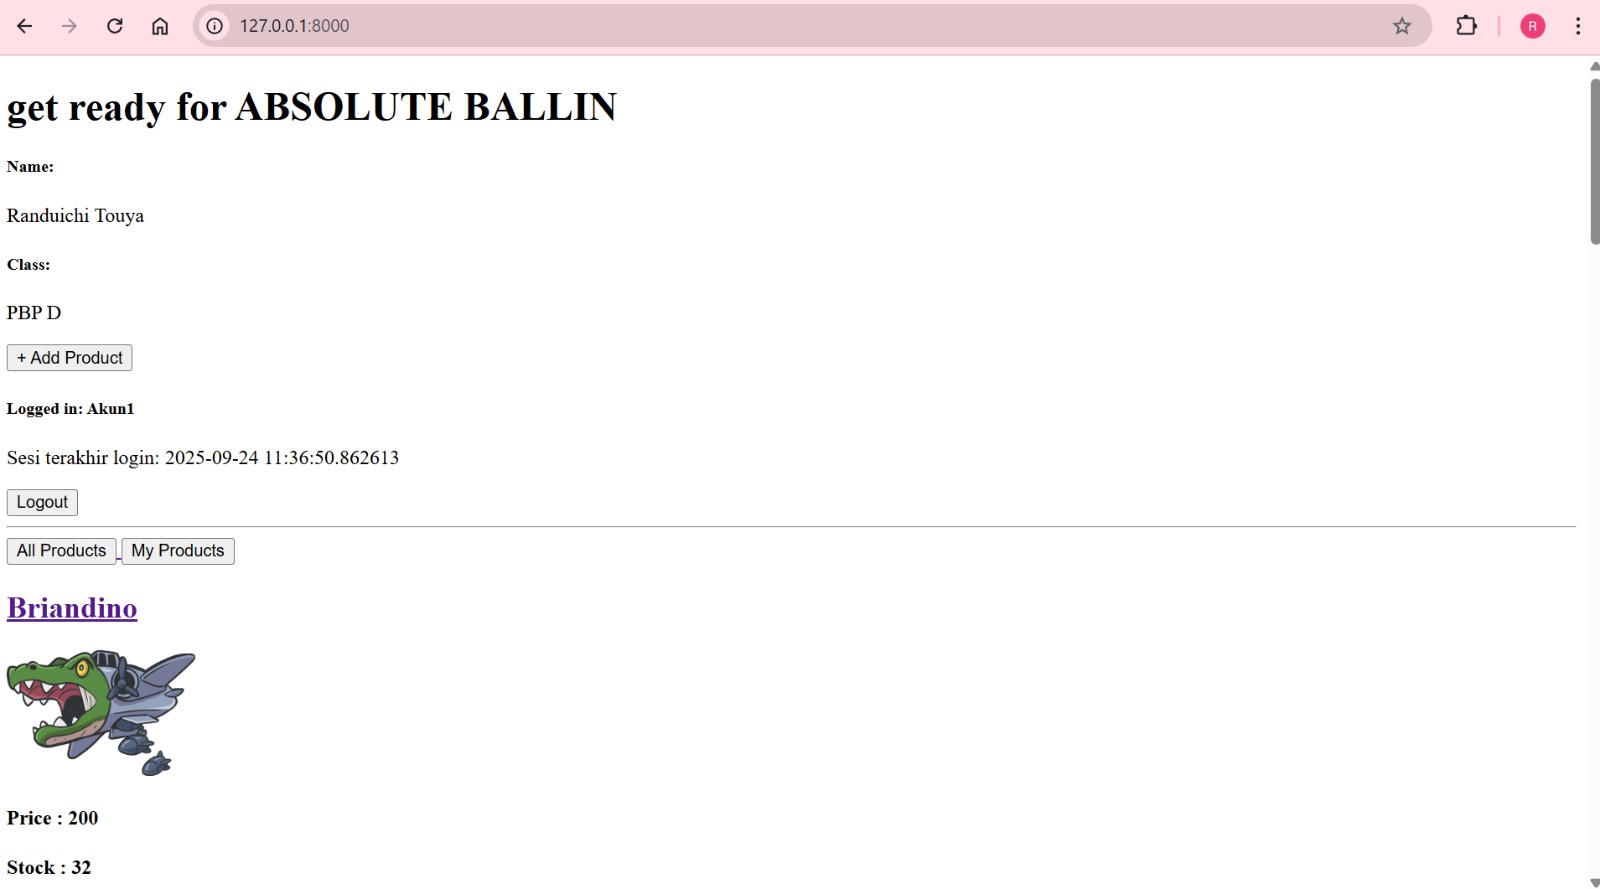 127.0.0.1:8000
R
get ready for ABSOLUTE BALLIN
Name:
Randuichi Touya
Class:
PBP D
+ Add Product
Logged in: Akun1
Sesi terakhir login: 2025-09-24 11:36:50.862613
Logout
All Products My Products
Briandino
Price : 200
Stock : 32